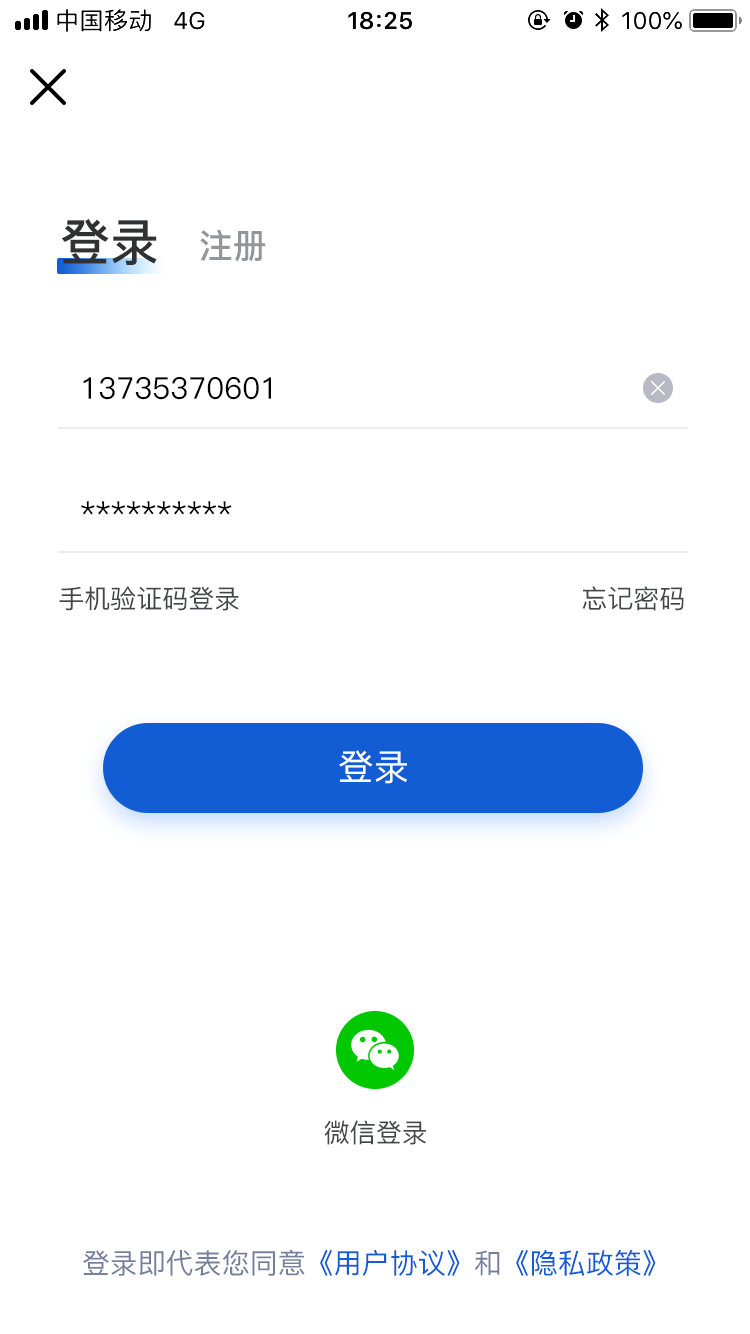 中国移动 4G 18:25 100%
登录 注册
13735370601
**********
手机验证码登录 忘记密码
登录
微信登录
登录即代表您同意《用户协议》和《隐私政策》